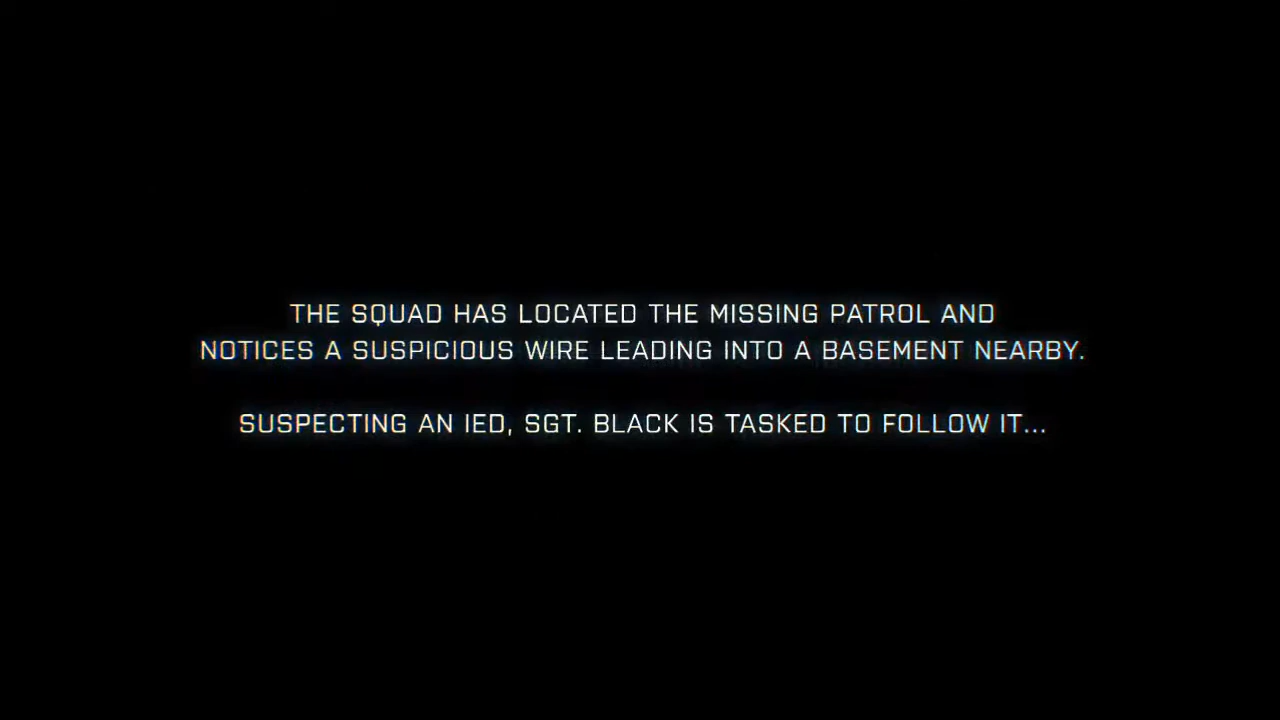 THE SQUAD HAS LOCATED THE MISSING PATROL AND
NOTICES A SUSPICIOUS WIRE LEADING INTO A BASEMENT NEARBY.
SUSPECTING AN IED, SGT. BLACK IS TASKED TO FOLLOW IT...